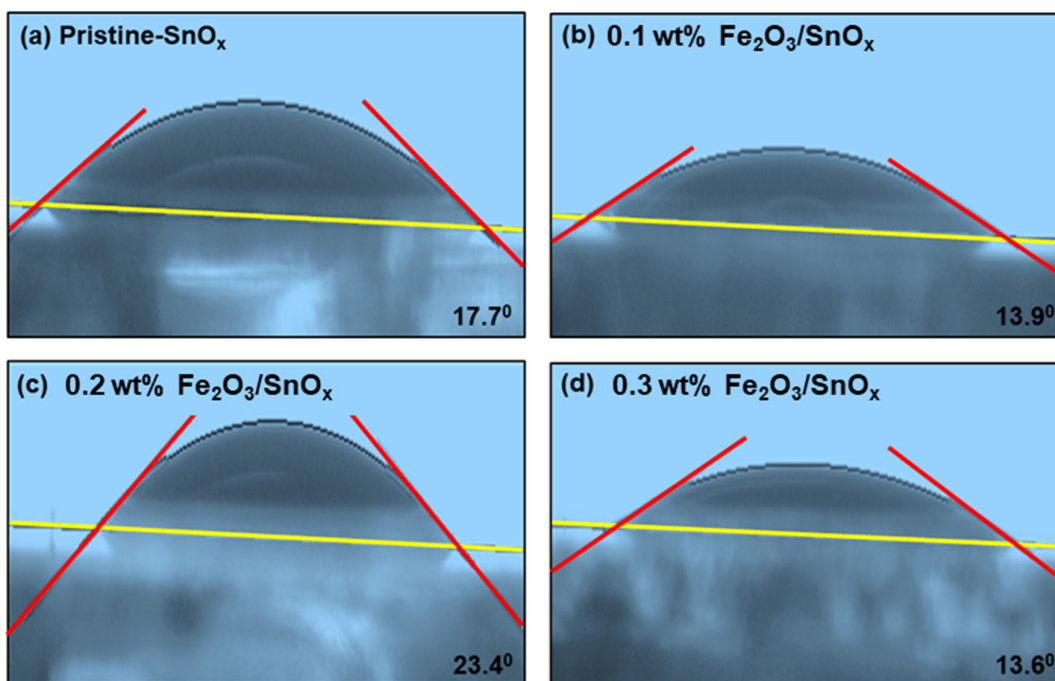 (a) Pristine-SnOₓ
(b) 0.1 wt% Fe₂O₃/SnOₓ
17.7⁰
13.9⁰
(c) 0.2 wt% Fe₂O₃/SnOₓ
(d) 0.3 wt% Fe₂O₃/SnOₓ
23.4⁰
13.6⁰